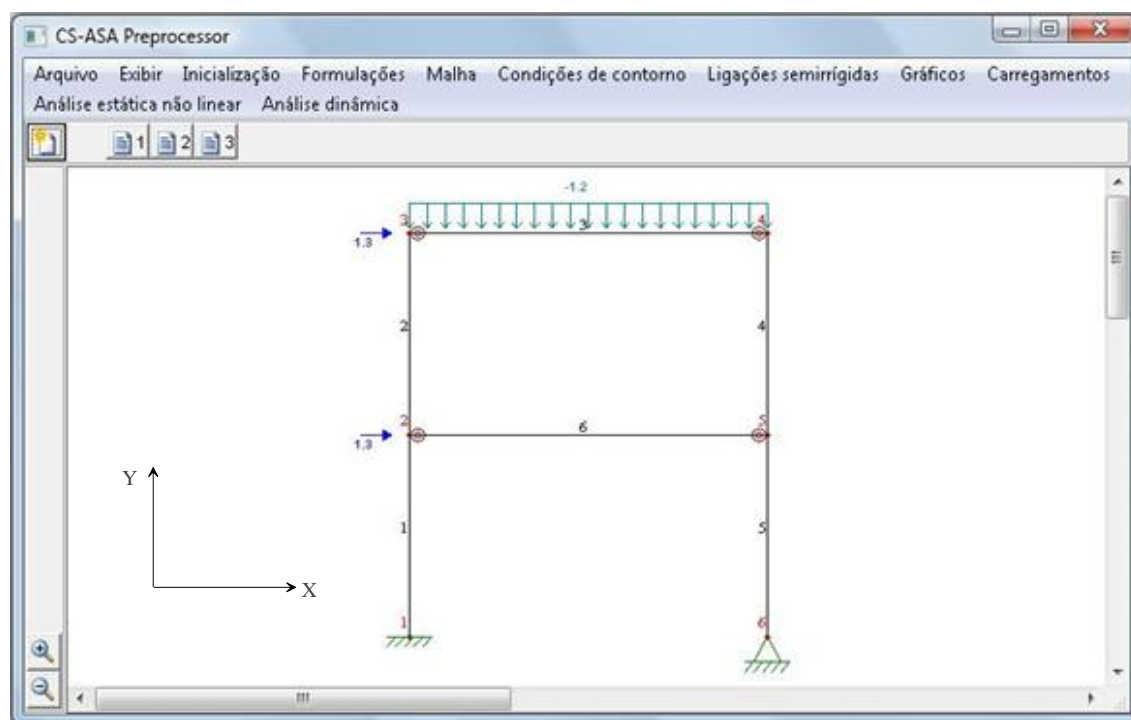 CS-ASA Preprocessor
Arquivo Exibir Inicialização Formulações Malha Condições de contorno Ligações semirrígidas Gráficos Carregamentos
Análise estática não linear Análise dinâmica
1 2 3
-1.2
3 3 4
1.3
2 4
2 6 5
1.3
Y
1 5
X
1 6